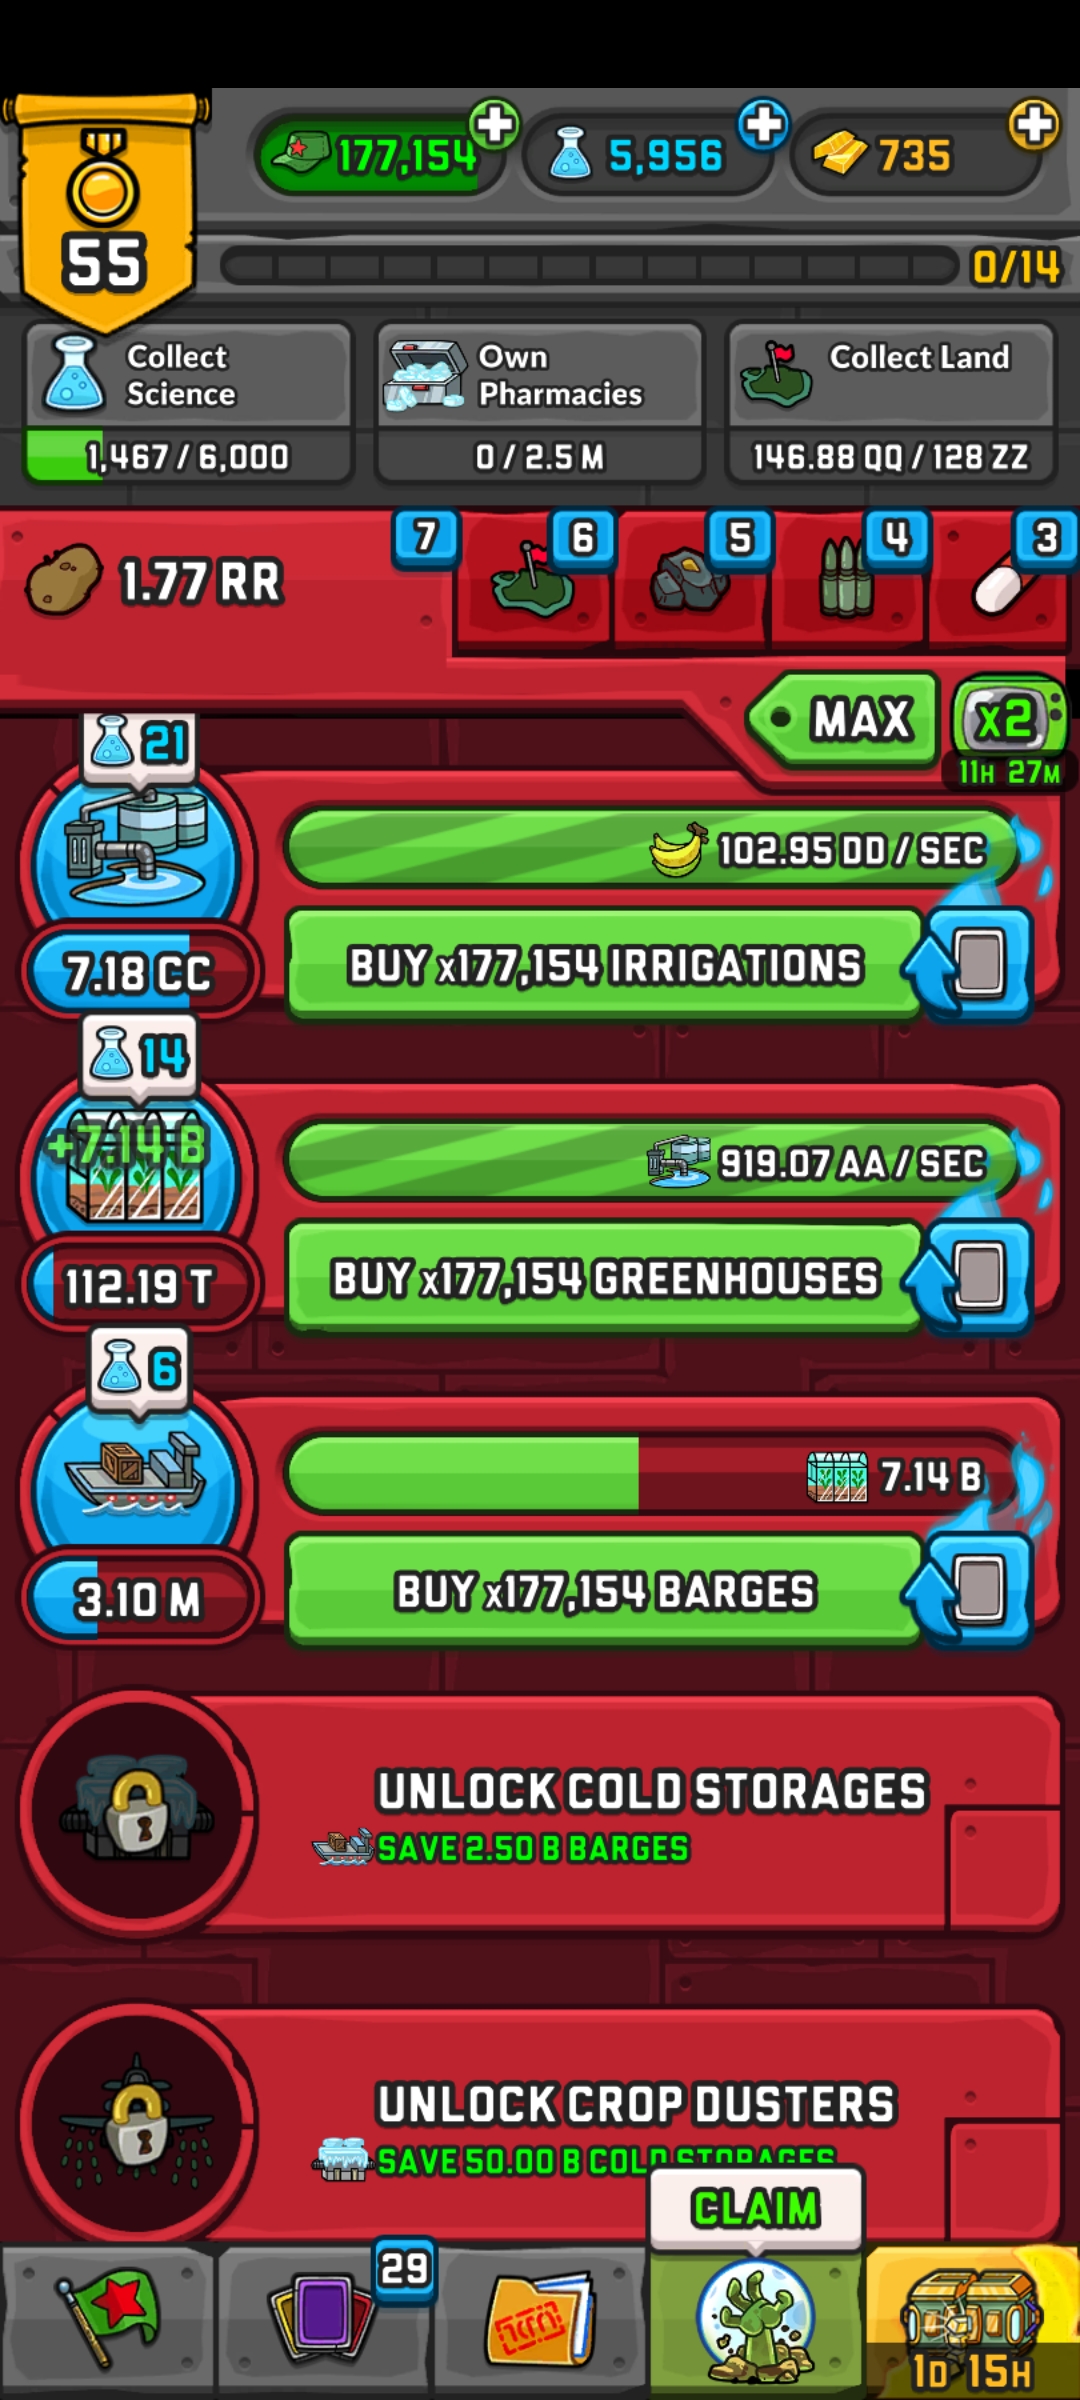 177,154
5,956
735
55
0/14
Collect
Science
1,467 / 6,000
Own
Pharmacies
0 / 2.5 M
Collect Land
146.88 QQ / 128 ZZ
1.77 RR
7
6
5
4
3
MAX
x2
11H 27M
21
102.95 DD / SEC
7.18 CC
BUY x177,154 IRRIGATIONS
14
+7.14 B
919.07 AA / SEC
112.19 T
BUY x177,154 GREENHOUSES
6
7.14 B
3.10 M
BUY x177,154 BARGES
UNLOCK COLD STORAGES
SAVE 2.50 B BARGES
UNLOCK CROP DUSTERS
SAVE 50.00 B COLD STORAGES
CLAIM
29
1D 15H